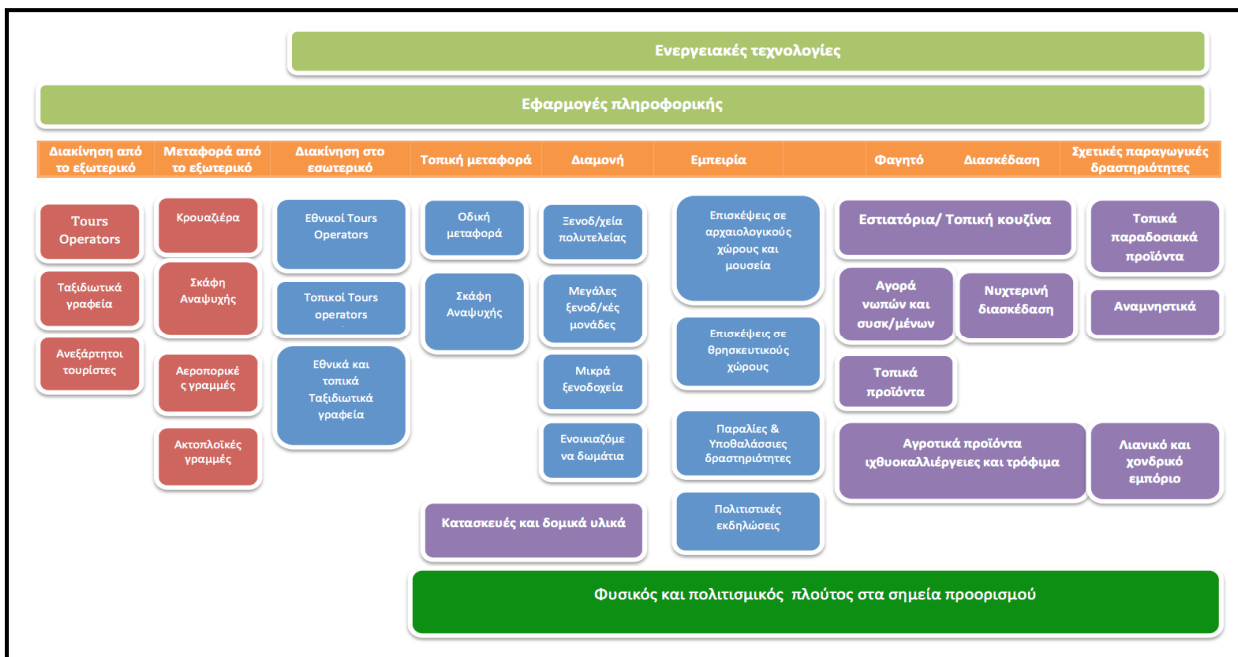 Ενεργειακές τεχνολογίες
Εφαρμογές πληροφορικής
Διακίνηση από
το εξωτερικό
Μεταφορά από
το εξωτερικό
Διακίνηση στο
εσωτερικό
Τοπική μεταφορά
Διαμονή
Εμπειρία
Φαγητό
Διασκέδαση
Σχετικές παραγωγικές
δραστηριότητες
Tours
Operators
Ταξιδιωτικά
γραφεία
Ανεξάρτητοι
τουρίστες
Κρουαζιέρα
Σκάφη
Αναψυχής
Αεροπορικέ
ς γραμμές
Ακτοπλοϊκές
γραμμές
Εθνικοί Tours
Operators
Τοπικοί Tours
operators
Εθνικά και
τοπικά
Ταξιδιωτικά
γραφεία
Οδική
μεταφορά
Σκάφη
Αναψυχής
Ξενοδ/χεία
πολυτελείας
Μεγάλες
ξενοδ/κές
μονάδες
Μικρά
ξενοδοχεία
Ενοικιαζόμε
να δωμάτια
Κατασκευές και δομικά υλικά
Επισκέψεις σε
αρχαιολογικούς
χώρους και
μουσεία
Επισκέψεις σε
θρησκευτικούς
χώρους
Παραλίες &
Υποθαλάσσιες
δραστηριότητες
Πολιτιστικές
εκδηλώσεις
Εστιατόρια/ Τοπική κουζίνα
Αγορά
νωπών και
συσκ/μένων
Νυχτερινή
διασκέδαση
Τοπικά
προϊόντα
Αγροτικά προϊόντα
ιχθυοκαλλιέργειες και τρόφιμα
Τοπικά
παραδοσιακά
προϊόντα
Αναμνηστικά
Λιανικό και
χονδρικό
εμπόριο
Φυσικός και πολιτισμικός πλούτος στα σημεία προορισμού